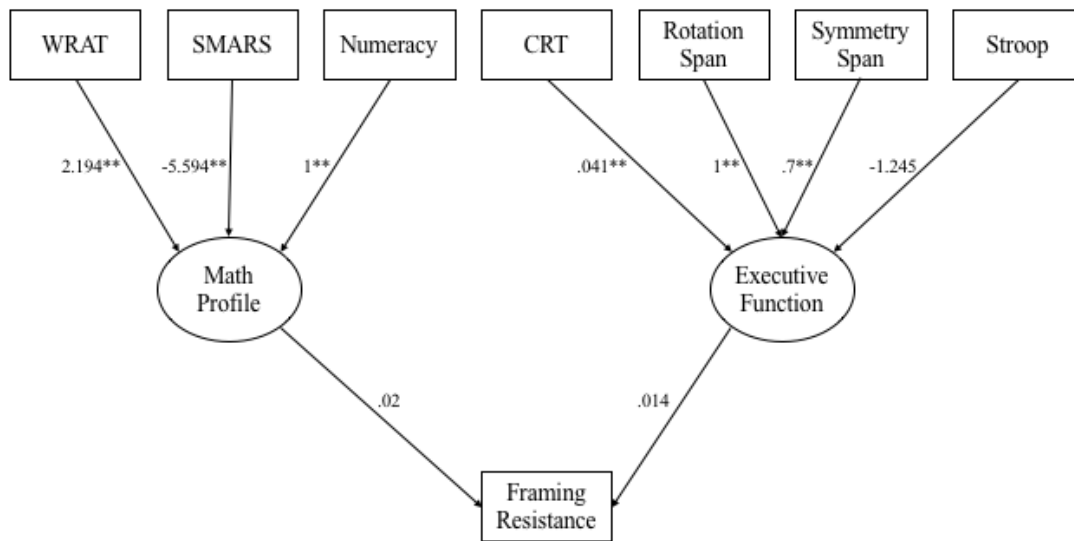 WRAT
SMARS
Numeracy
CRT
Rotation
Span
Symmetry
Span
Stroop
2.194**
-5.594**
1**
.041**
1**
.7**
-1.245
Math
Profile
Executive
Function
.02
.014
Framing
Resistance